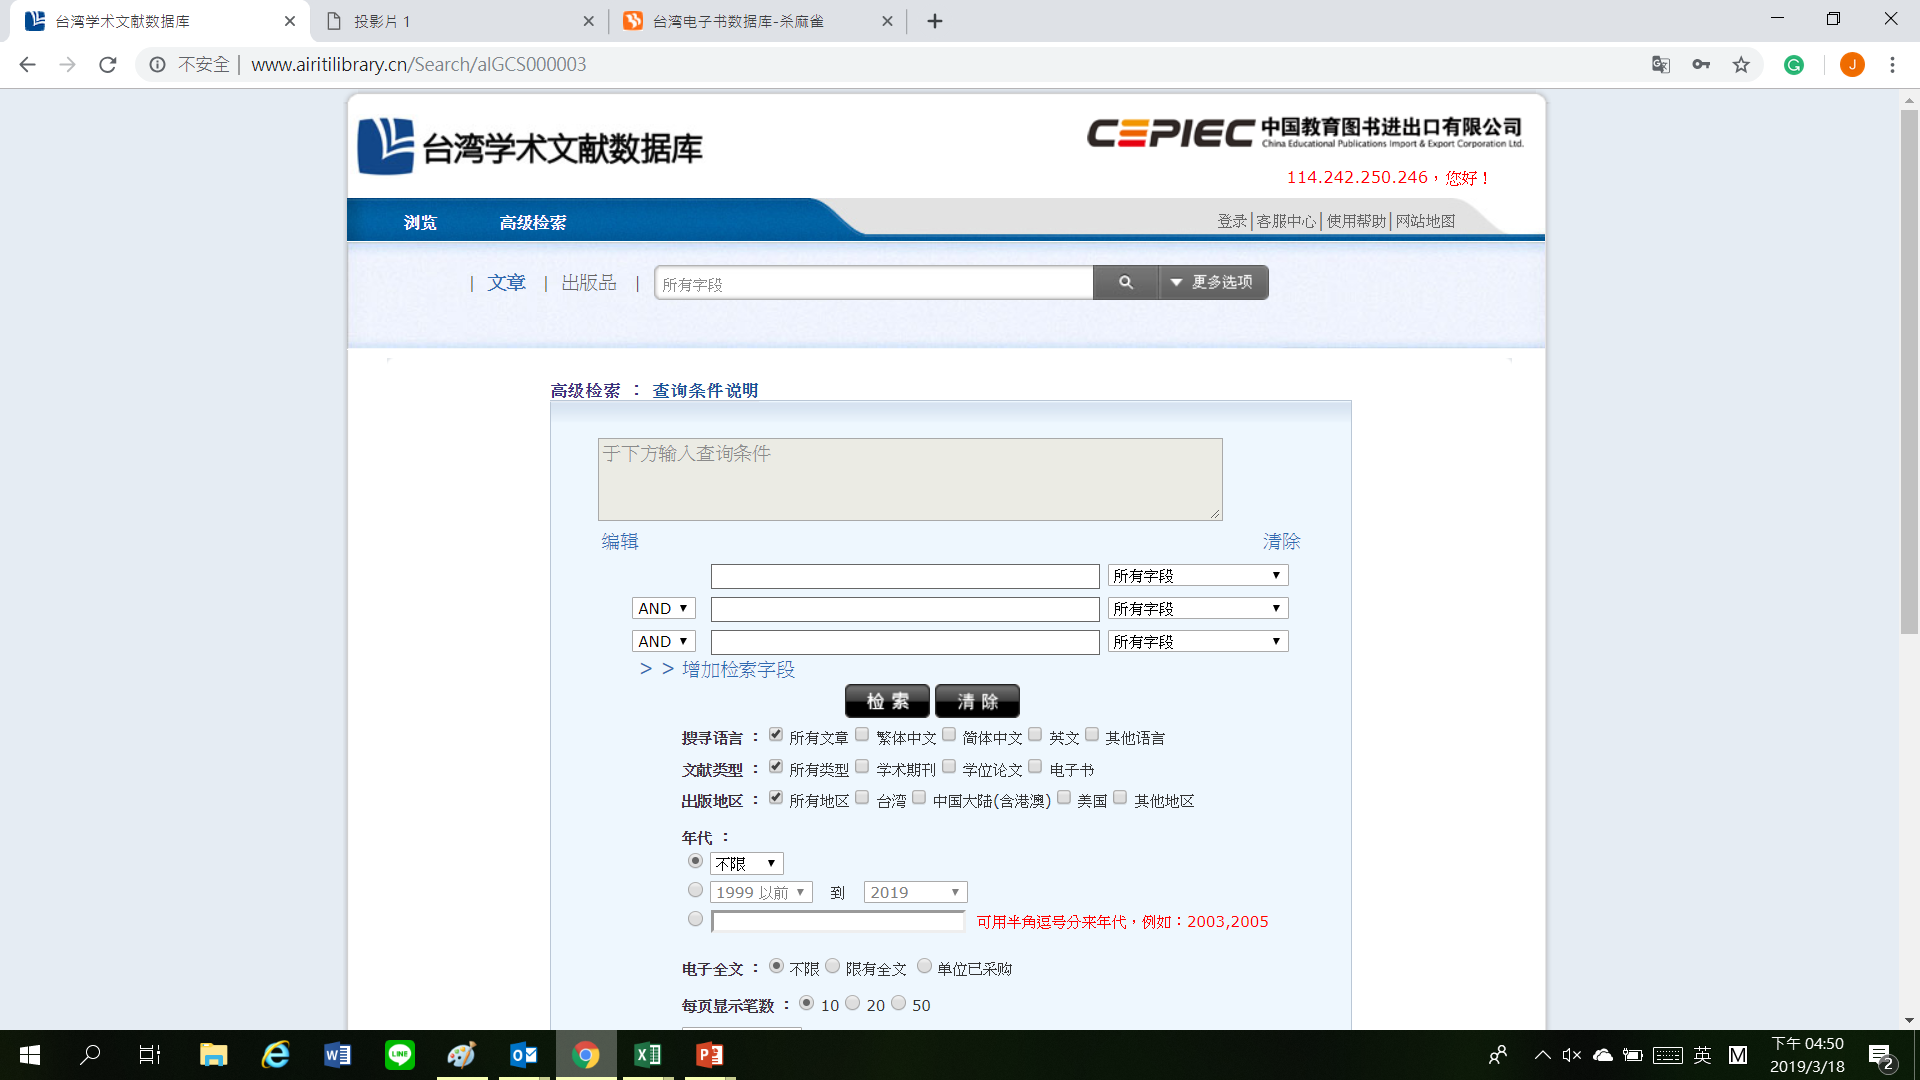 台湾学术文献数据库
投影片 1
台湾电子书数据库-杀麻雀
不安全 | www.airitilibrary.cn/Search/alGCS000003
J
台湾学术文献数据库
CEPIEC 中国教育图书进出口有限公司
China Educational Publications Import & Export Corporation Ltd.
114.242.250.246，您好！
浏览 高级检索
登录|客服中心|使用帮助|网站地图
| 文章 | 出版品 | 所有字段 更多选项
高级检索 ： 查询条件说明
于下方输入查询条件
编辑 清除
所有字段
AND 所有字段
AND 所有字段
＞＞增加检索字段
检 索 清 除
搜寻语言 ： 所有文章 繁体中文 简体中文 英文 其他语言
文献类型 ： 所有类型 学术期刊 学位论文 电子书
出版地区 ： 所有地区 台湾 中国大陆(含港澳) 美国 其他地区
年代 ：
不限
1999 以前 到 2019
可用半角逗号分来年代，例如：2003,2005
电子全文 ： 不限 限有全文 单位已采购
每页显示笔数 ： 10 20 50
英 M
下午 04:50
2019/3/18
2